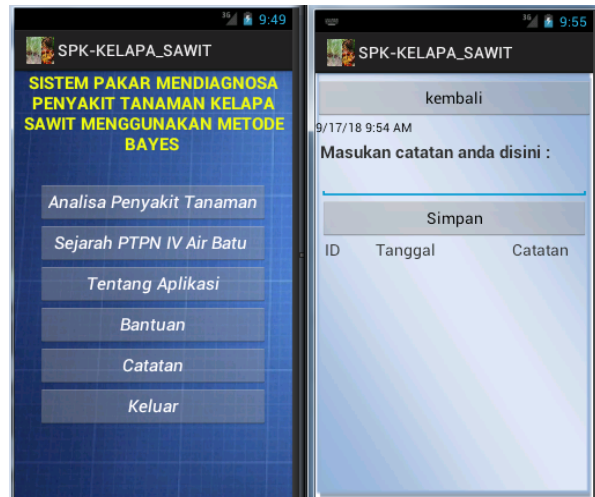 36 9:49
SPK-KELAPA_SAWIT
SISTEM PAKAR MENDIAGNOSA
PENYAKIT TANAMAN KELAPA
SAWIT MENGGUNAKAN METODE
BAYES
Analisa Penyakit Tanaman
Sejarah PTPN IV Air Batu
Tentang Aplikasi
Bantuan
Catatan
Keluar
36 9:55
SPK-KELAPA_SAWIT
kembali
9/17/18 9:54 AM
Masukan catatan anda disini :
Simpan
ID Tanggal Catatan